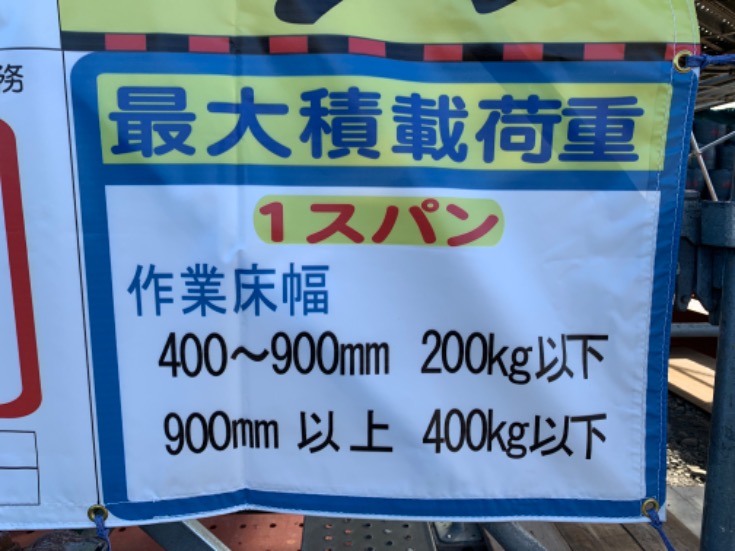 務
最大積載荷重
1スパン
作業床幅
400～900mm 200kg以下
900mm 以上 400kg以下